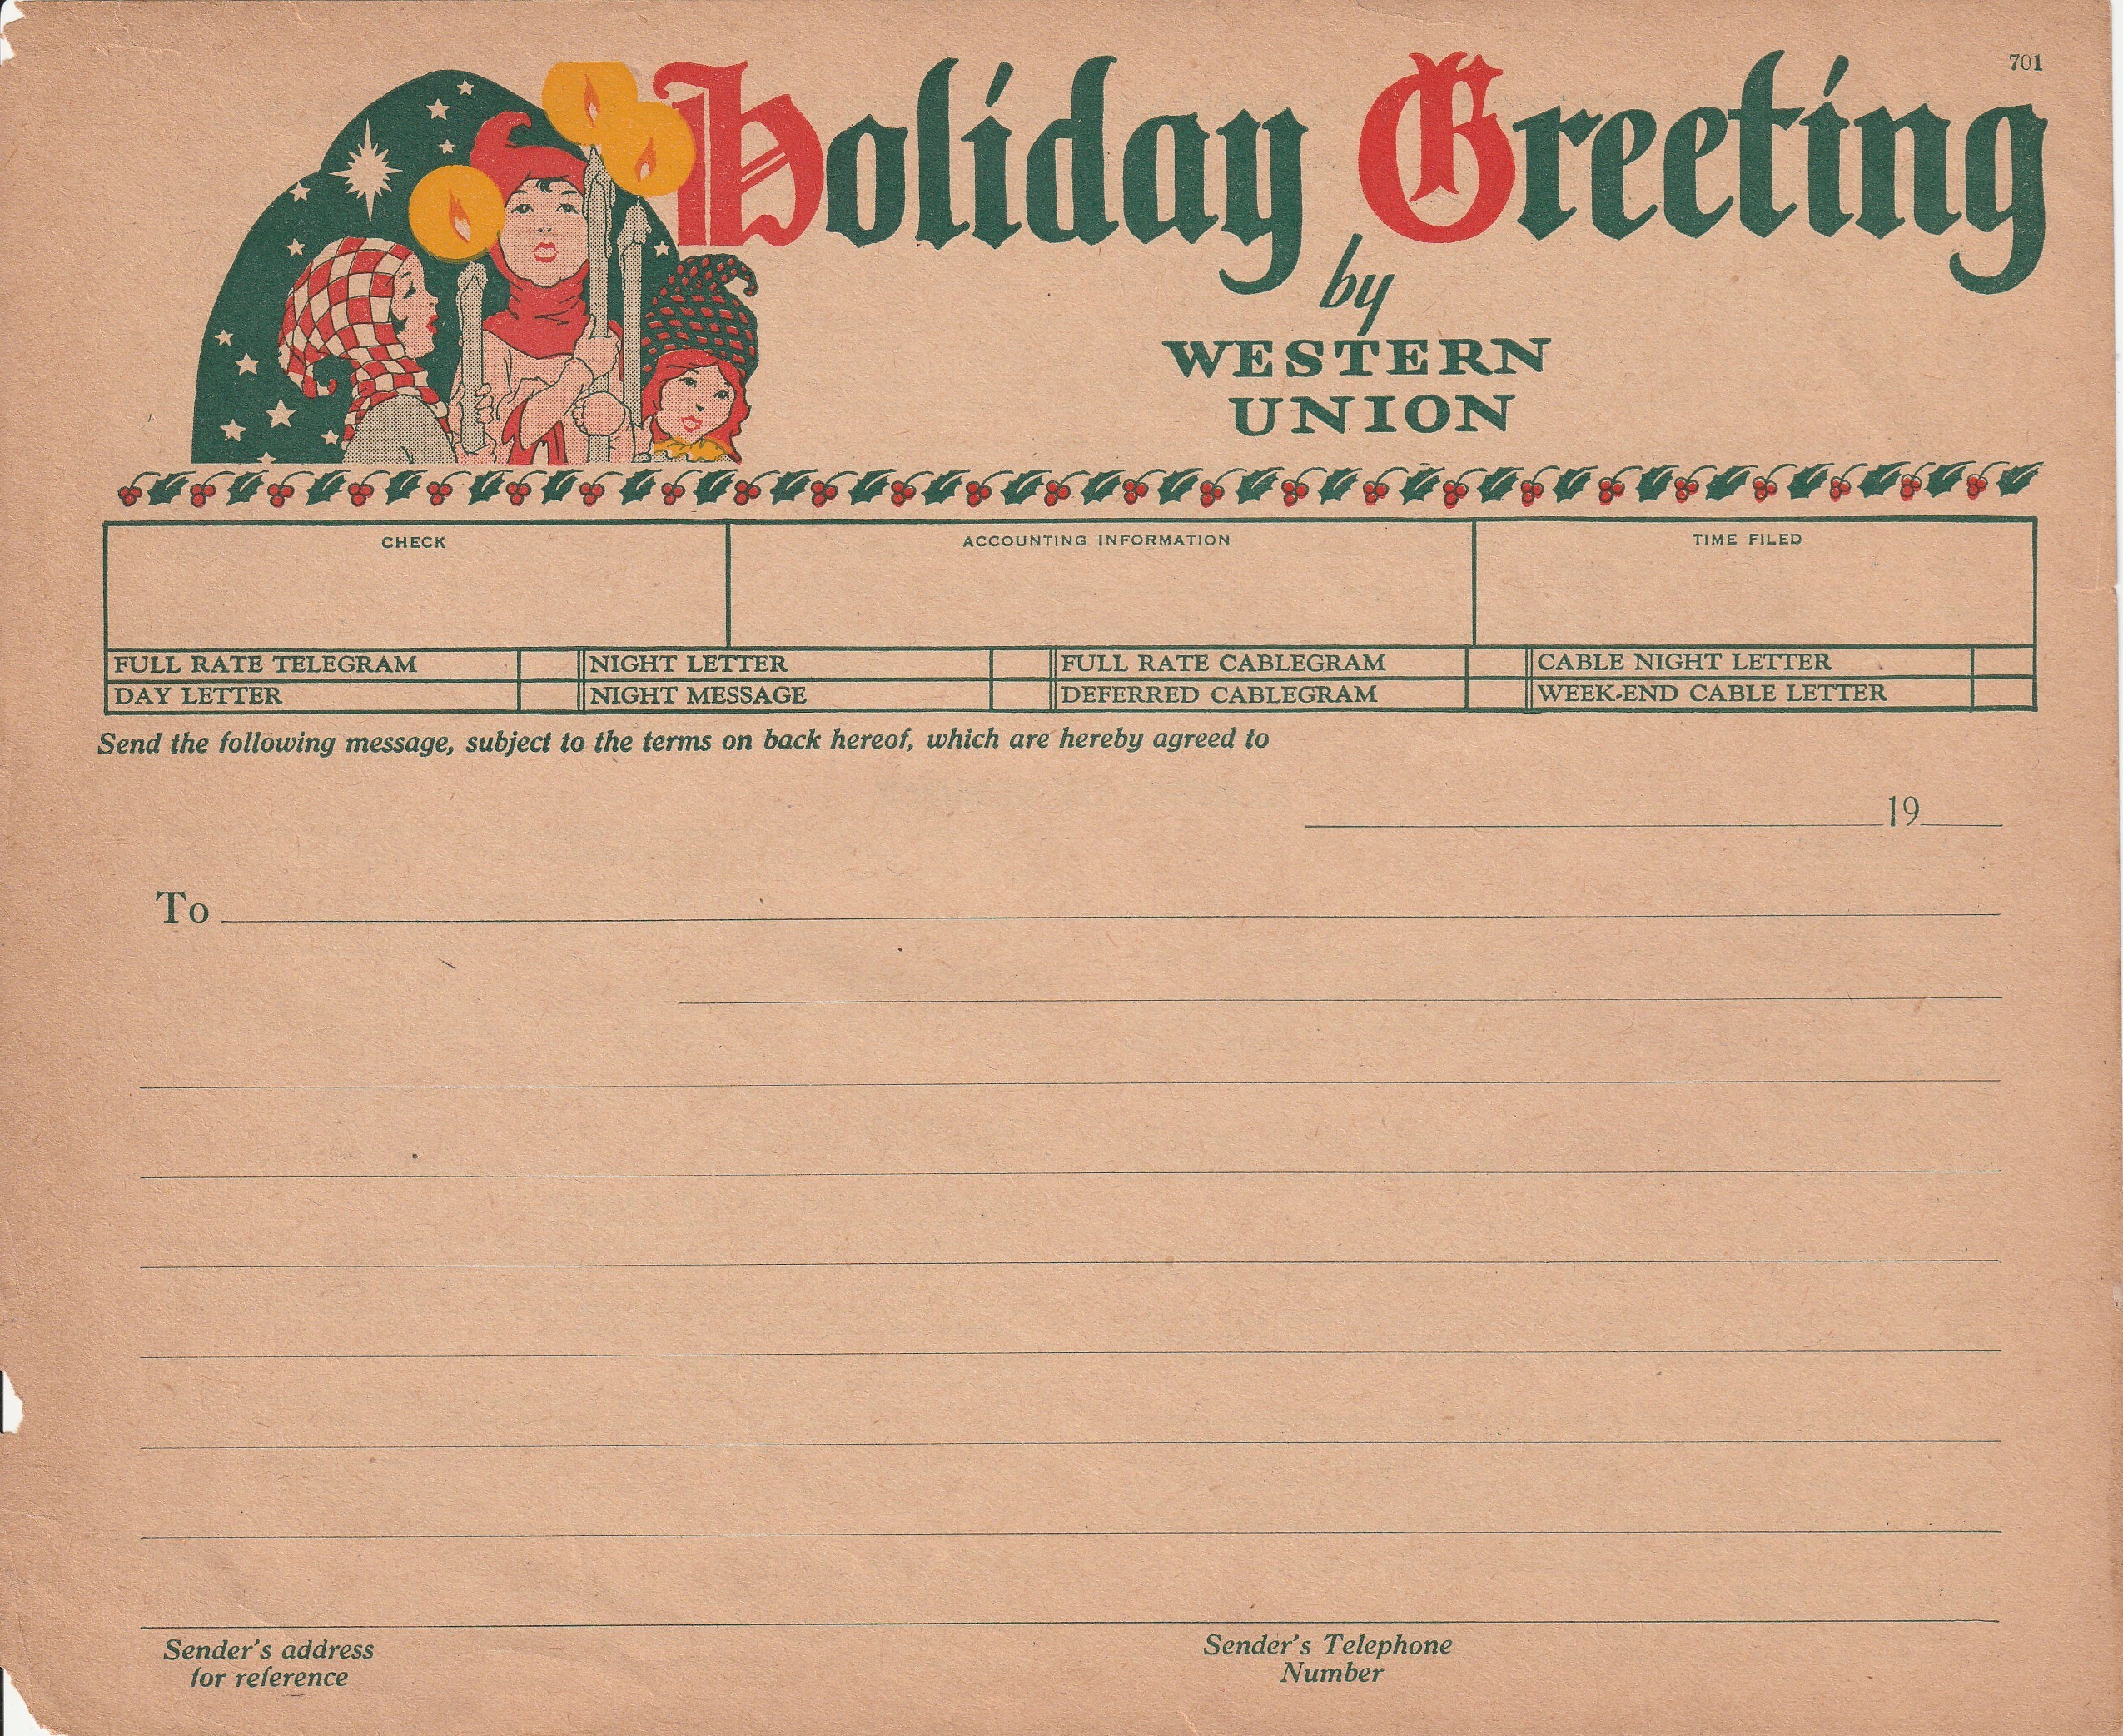 701
Holiday Greeting
by
WESTERN
UNION
CHECK
ACCOUNTING INFORMATION
TIME FILED
FULL RATE TELEGRAM NIGHT LETTER FULL RATE CABLEGRAM CABLE NIGHT LETTER
DAY LETTER NIGHT MESSAGE DEFERRED CABLEGRAM WEEK-END CABLE LETTER
Send the following message, subject to the terms on back hereof, which are hereby agreed to
19
To
Sender's address
for reference
Sender's Telephone
Number